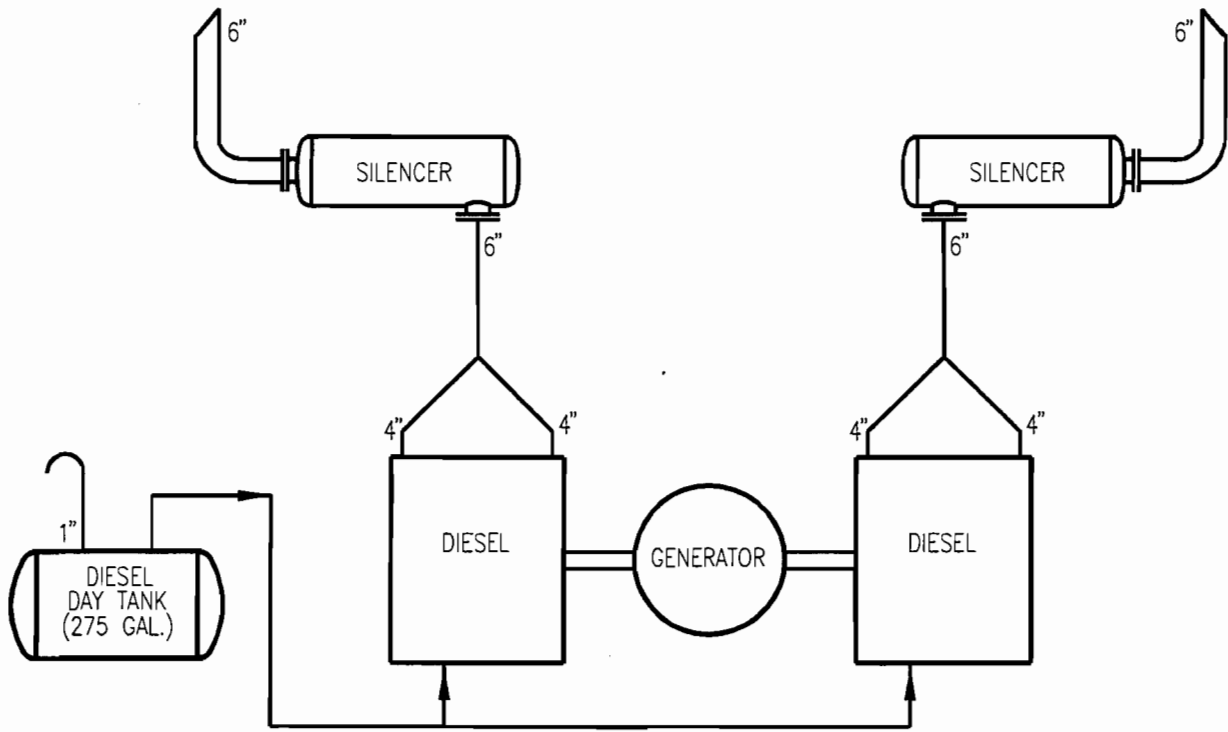 6"
6"
SILENCER
SILENCER
6"
6"
4"
4"
4"
4"
1"
DIESEL
DAY TANK
(275 GAL.)
DIESEL
GENERATOR
DIESEL